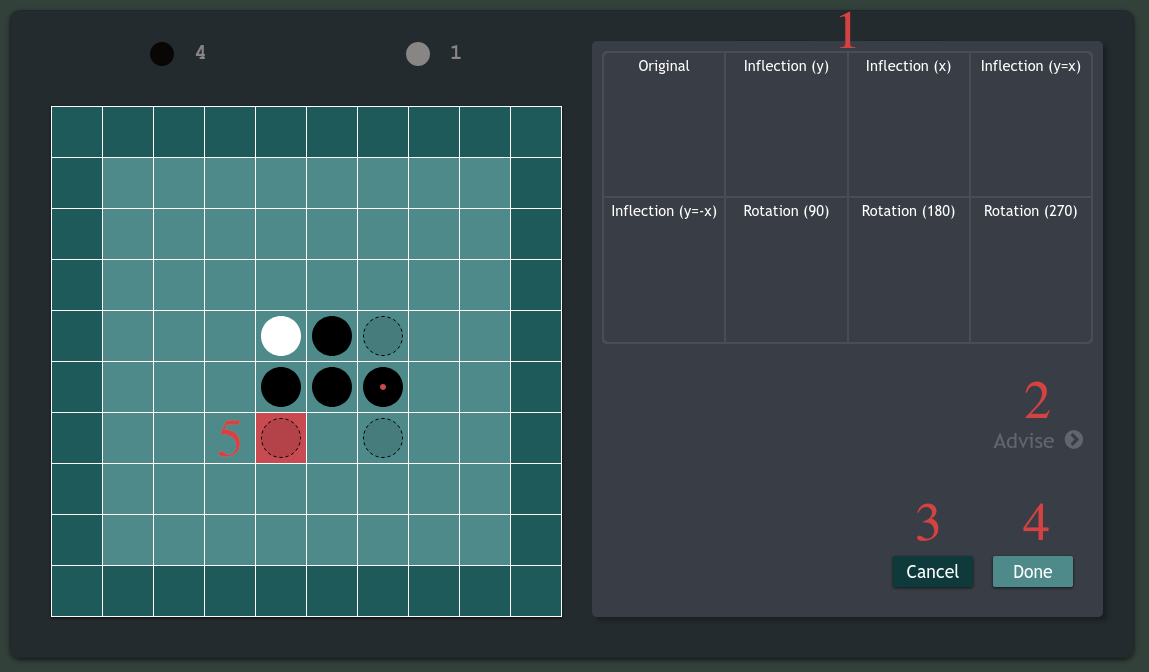 1
4 1
Original Inflection (y) Inflection (x) Inflection (y=x)
Inflection (y=-x) Rotation (90) Rotation (180) Rotation (270)
2
5
Advise
3 4
Cancel Done